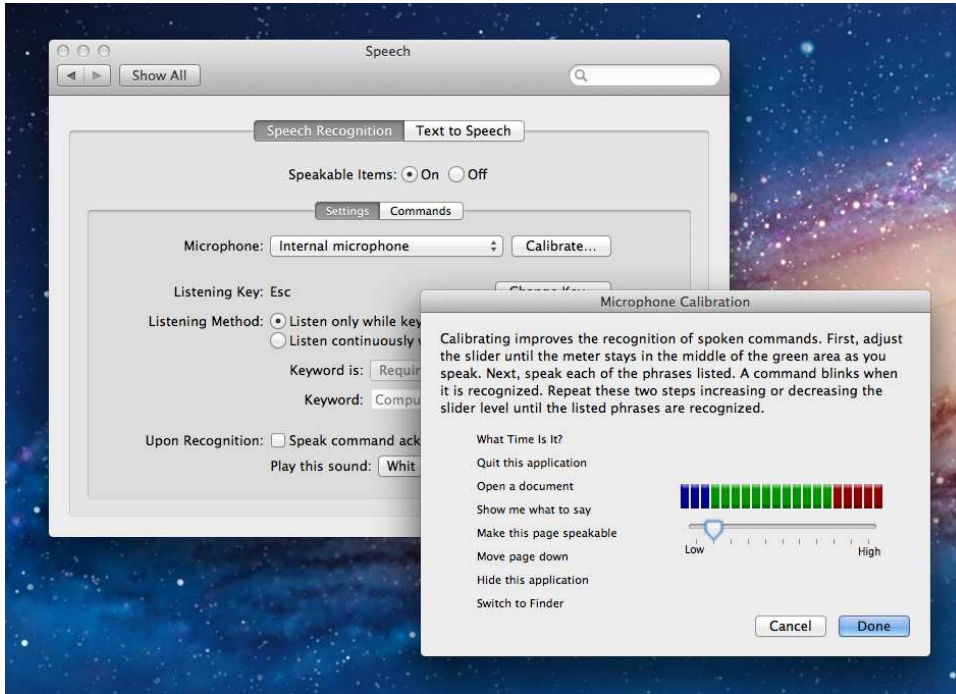 Speech
Show All
Speech Recognition Text to Speech
Speakable Items: On Off
Settings Commands
Microphone: Internal microphone Calibrate...
Listening Key: Esc Change Key...
Listening Method: Listen only while key
Listen continuously
Keyword is: Requir
Keyword: Compu
Upon Recognition: Speak command ack
Play this sound: Whit
Microphone Calibration
Calibrating improves the recognition of spoken commands. First, adjust
the slider until the meter stays in the middle of the green area as you
speak. Next, speak each of the phrases listed. A command blinks when
it is recognized. Repeat these two steps increasing or decreasing the
slider level until the listed phrases are recognized.
What Time Is It?
Quit this application
Open a document
Show me what to say
Make this page speakable
Move page down
Hide this application
Switch to Finder
Low High
Cancel Done